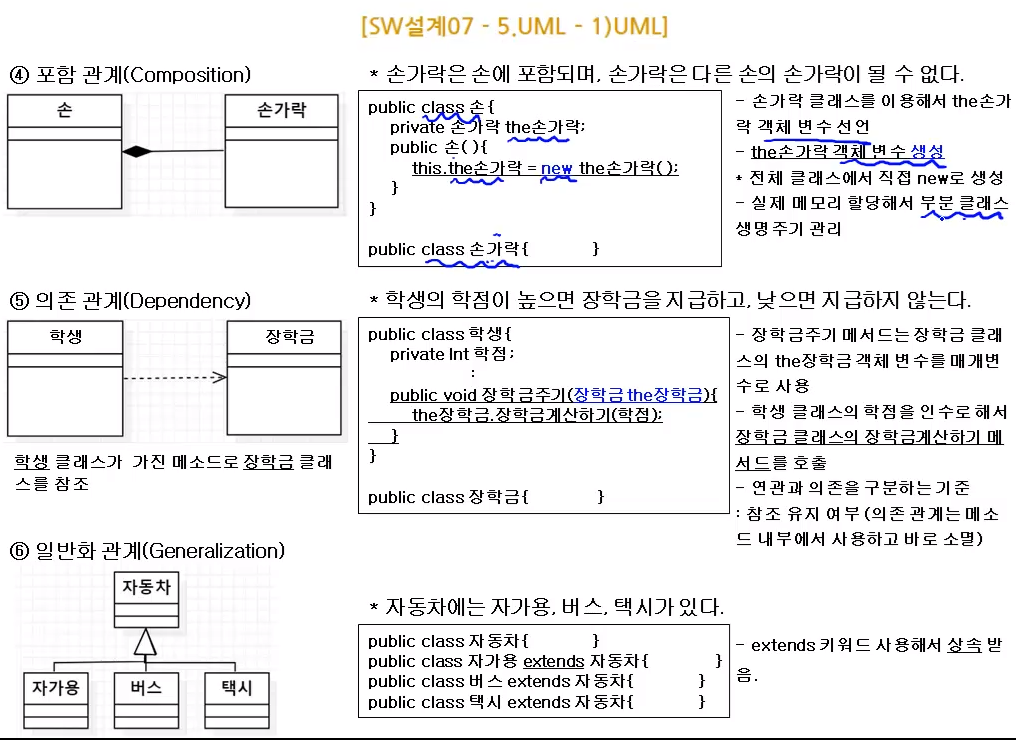 [SW설계07 - 5.UML - 1)UML]
④ 포함 관계(Composition)
손
손가락
* 손가락은 손에 포함되며, 손가락은 다른 손의 손가락이 될 수 없다.
public class 손{
private 손가락 the손가락;
public 손( ){
this.the손가락 = new the손가락( );
}
}
public class 손가락{ }
- 손가락 클래스를 이용해서 the손가
락 객체 변수 선언
- the손가락 객체 변수 생성
* 전체 클래스에서 직접 new로 생성
- 실제 메모리 할당해서 부분 클래스
생명주기 관리
⑤ 의존 관계(Dependency)
학생
장학금
학생 클래스가 가진 메소드로 장학금 클래
스를 참조
* 학생의 학점이 높으면 장학금을 지급하고, 낮으면 지급하지 않는다.
public class 학생{
private Int 학점;
:
public void 장학금주기(장학금 the장학금){
the장학금.장학금계산하기(학점);
}
}
public class 장학금{ }
- 장학금주기 메서드는 장학금 클래
스의 the장학금 객체 변수를 매개변
수로 사용
- 학생 클래스의 학점을 인수로 해서
장학금 클래스의 장학금계산하기 메
서드를 호출
- 연관과 의존을 구분하는 기준
: 참조 유지 여부 (의존 관계는 메소
드 내부에서 사용하고 바로 소멸)
⑥ 일반화 관계(Generalization)
자동차
자가용
버스
택시
* 자동차에는 자가용, 버스, 택시가 있다.
public class 자동차{ }
public class 자가용 extends 자동차{ }
public class 버스 extends 자동차{ }
public class 택시 extends 자동차{ }
- extends 키워드 사용해서 상속 받
음.